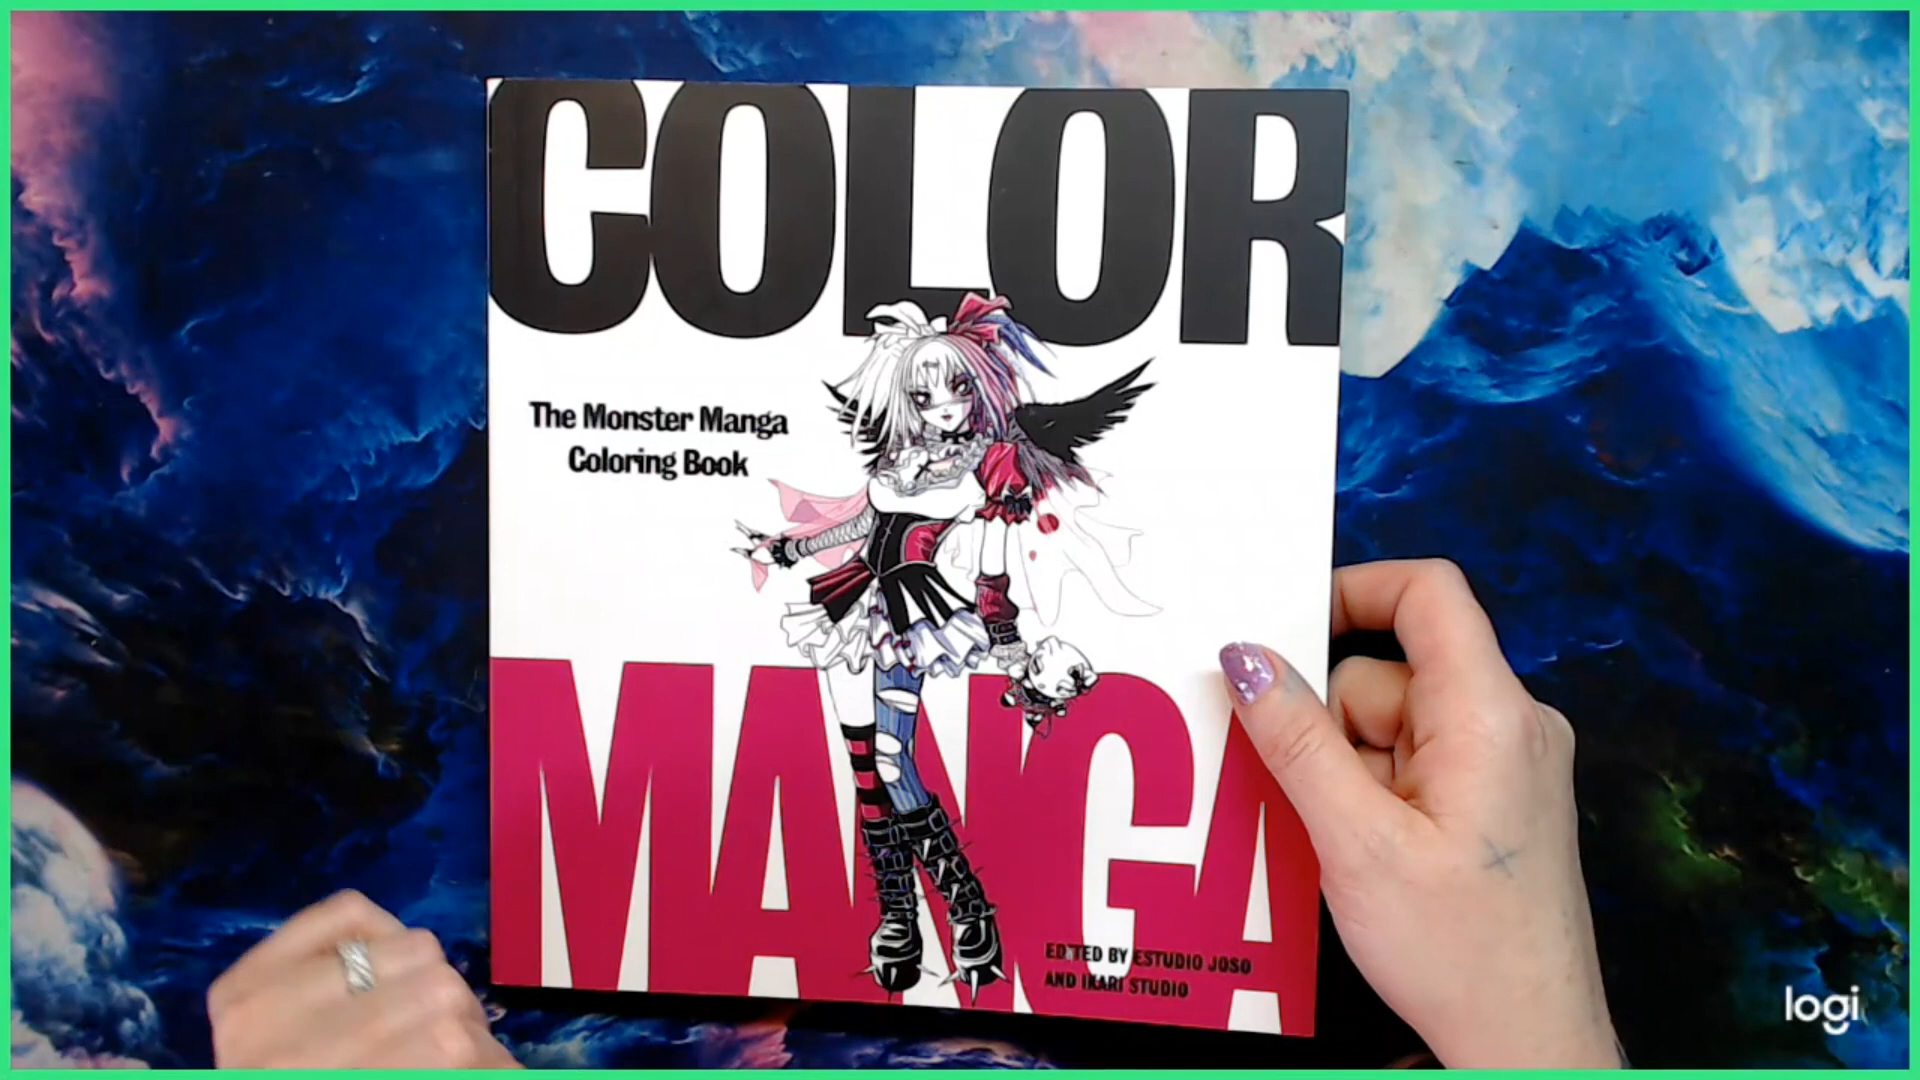 COLOR
The Monster Manga
Coloring Book
MANGA
EDITED BY ESTUDIO JOSO
AND IKARI STUDIO
logi